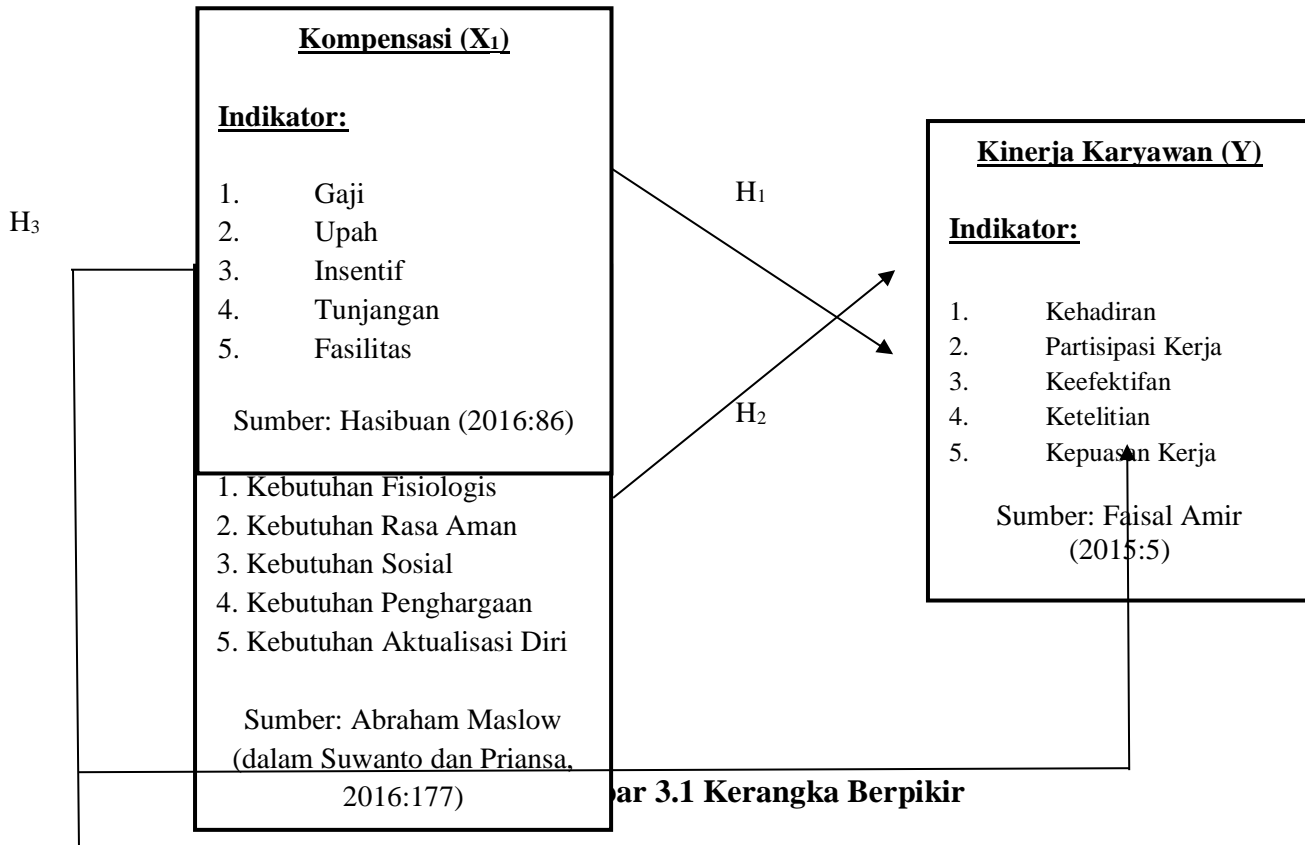 Kompensasi (X1)
Indikator:
1. Gaji
2. Upah
3. Insentif
4. Tunjangan
5. Fasilitas
Sumber: Hasibuan (2016:86)
1. Kebutuhan Fisiologis
2. Kebutuhan Rasa Aman
3. Kebutuhan Sosial
4. Kebutuhan Penghargaan
5. Kebutuhan Aktualisasi Diri
Sumber: Abraham Maslow
(dalam Suwanto dan Priansa,
2016:177)
H3
H1
H2
Kinerja Karyawan (Y)
Indikator:
1. Kehadiran
2. Partisipasi Kerja
3. Keefektifan
4. Ketelitian
5. Kepuasan Kerja
Sumber: Faisal Amir
(2015:5)
3.1 Kerangka Berpikir